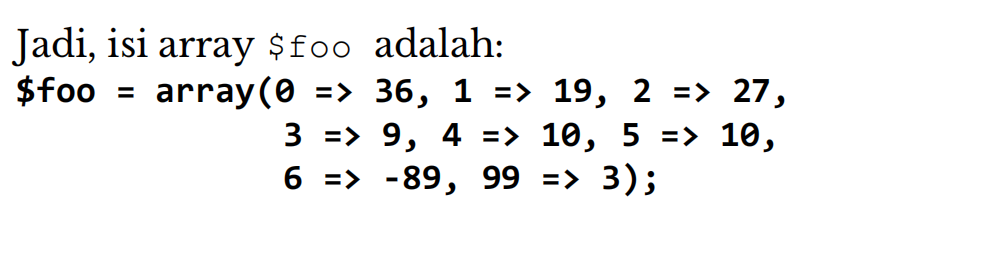 Jadi, isi array $foo adalah:
$foo = array(0 => 36, 1 => 19, 2 => 27,
3 => 9, 4 => 10, 5 => 10,
6 => -89, 99 => 3);